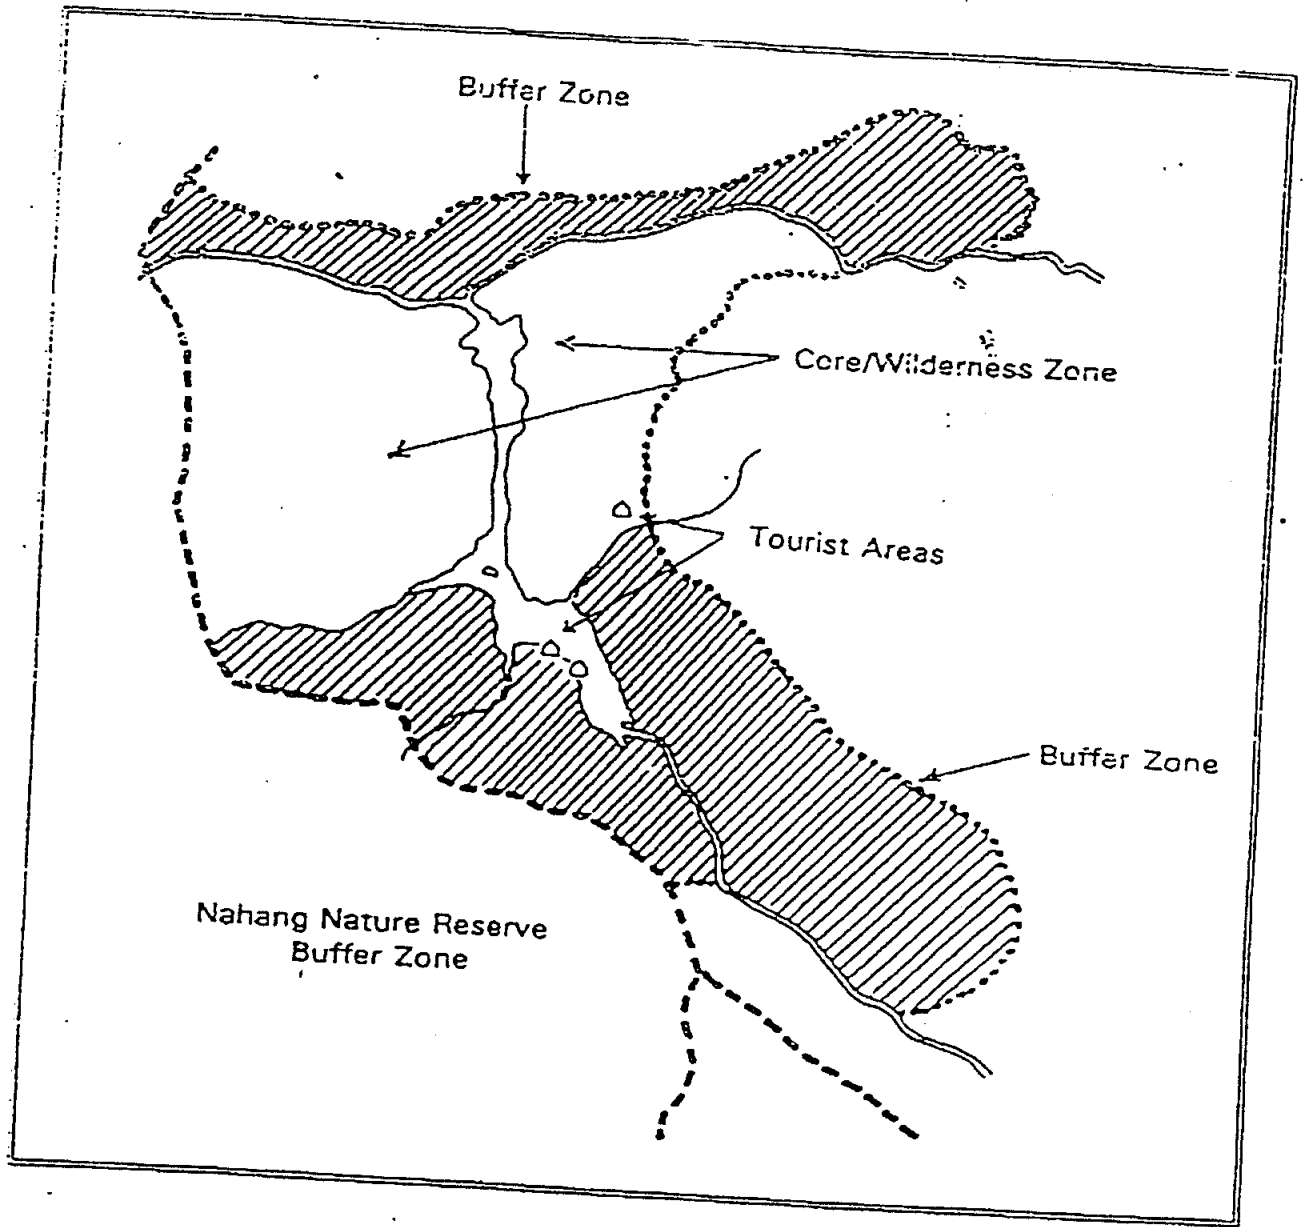 Buffer Zone
Core/Wilderness Zone
Tourist Areas
Buffer Zone
Nahang Nature Reserve
Buffer Zone